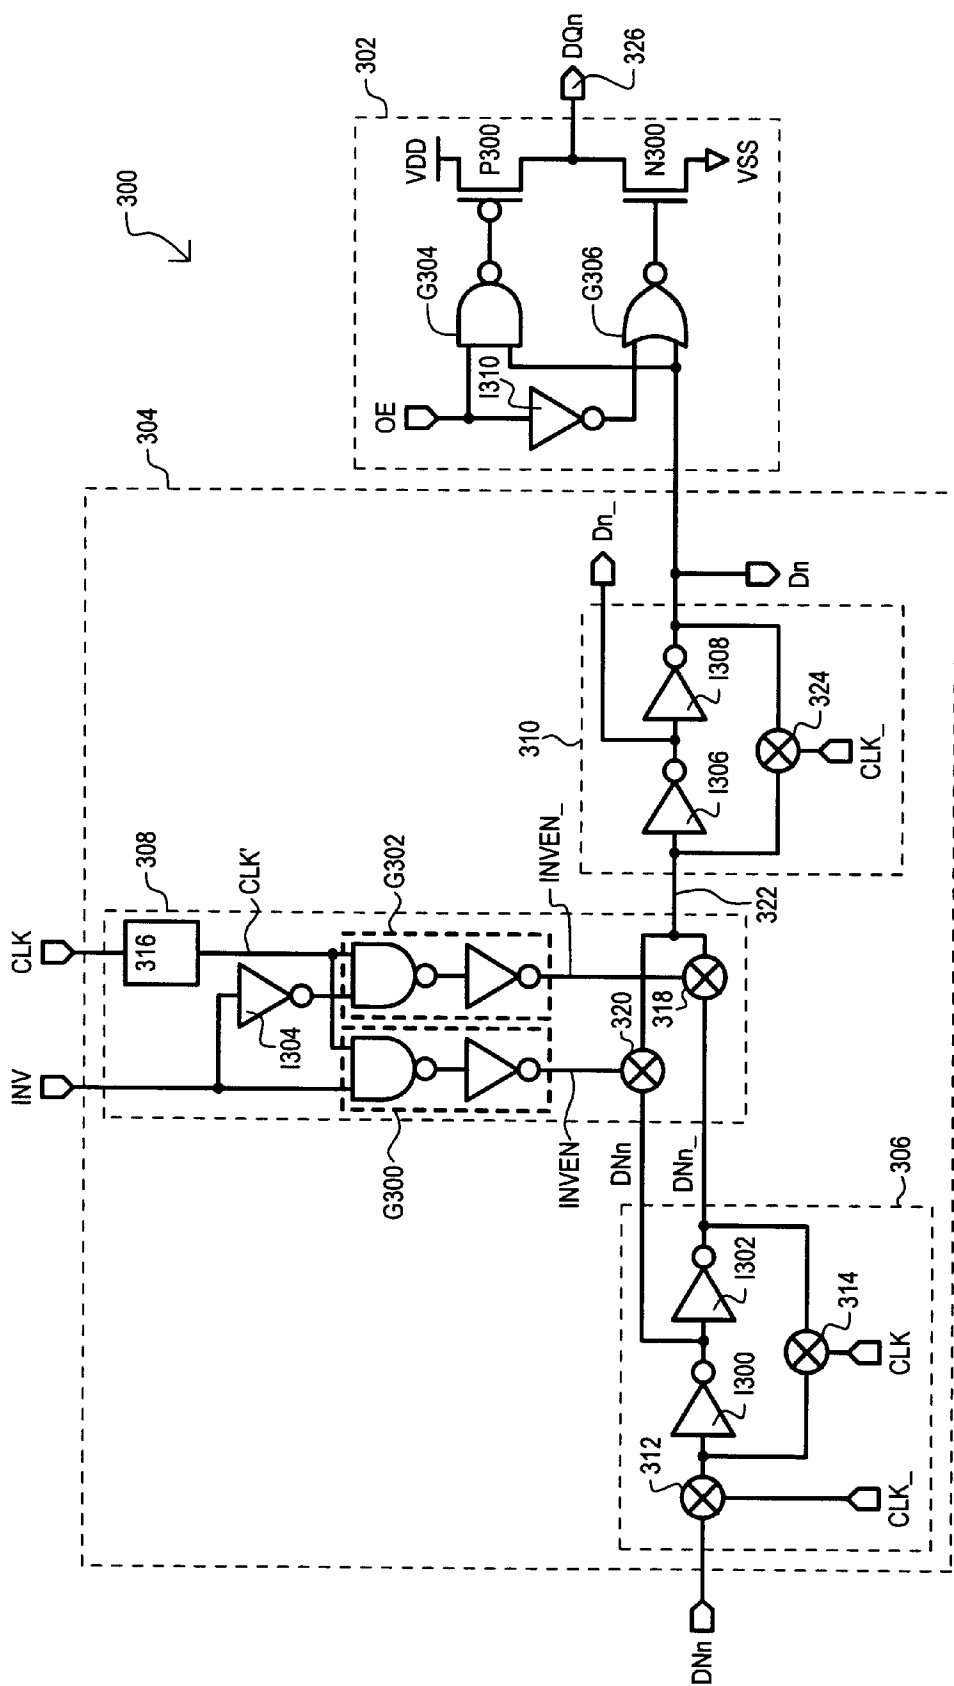 300
302
DQn
326
VDD
P300
N300
VSS
G304
G306
OE
I310
304
Dn_
Dn
310
I308
I306
324
CLK_
322
308
CLK
316
CLK'
G302
INVEN_
I304
INV
320
318
G300
INVEN
DNn
DNn_
306
I302
I300
314
CLK
312
CLK_
DNn